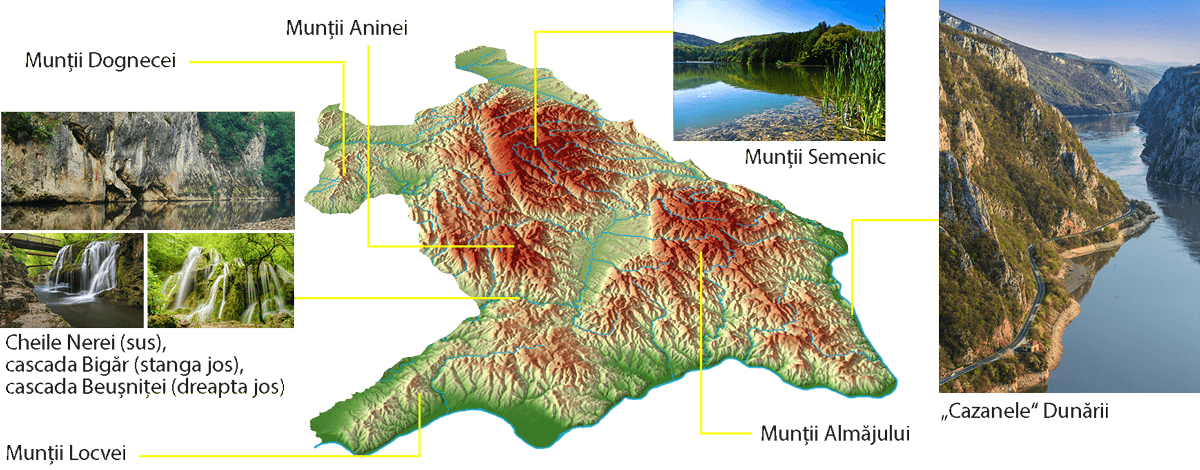 Munții Aninei
Munții Dognecei
Munții Semenic
Cheile Nerei (sus),
cascada Bigăr (stanga jos),
cascada Beușniței (dreapta jos)
„Cazanele“ Dunării
Munții Almăjului
Munții Locvei